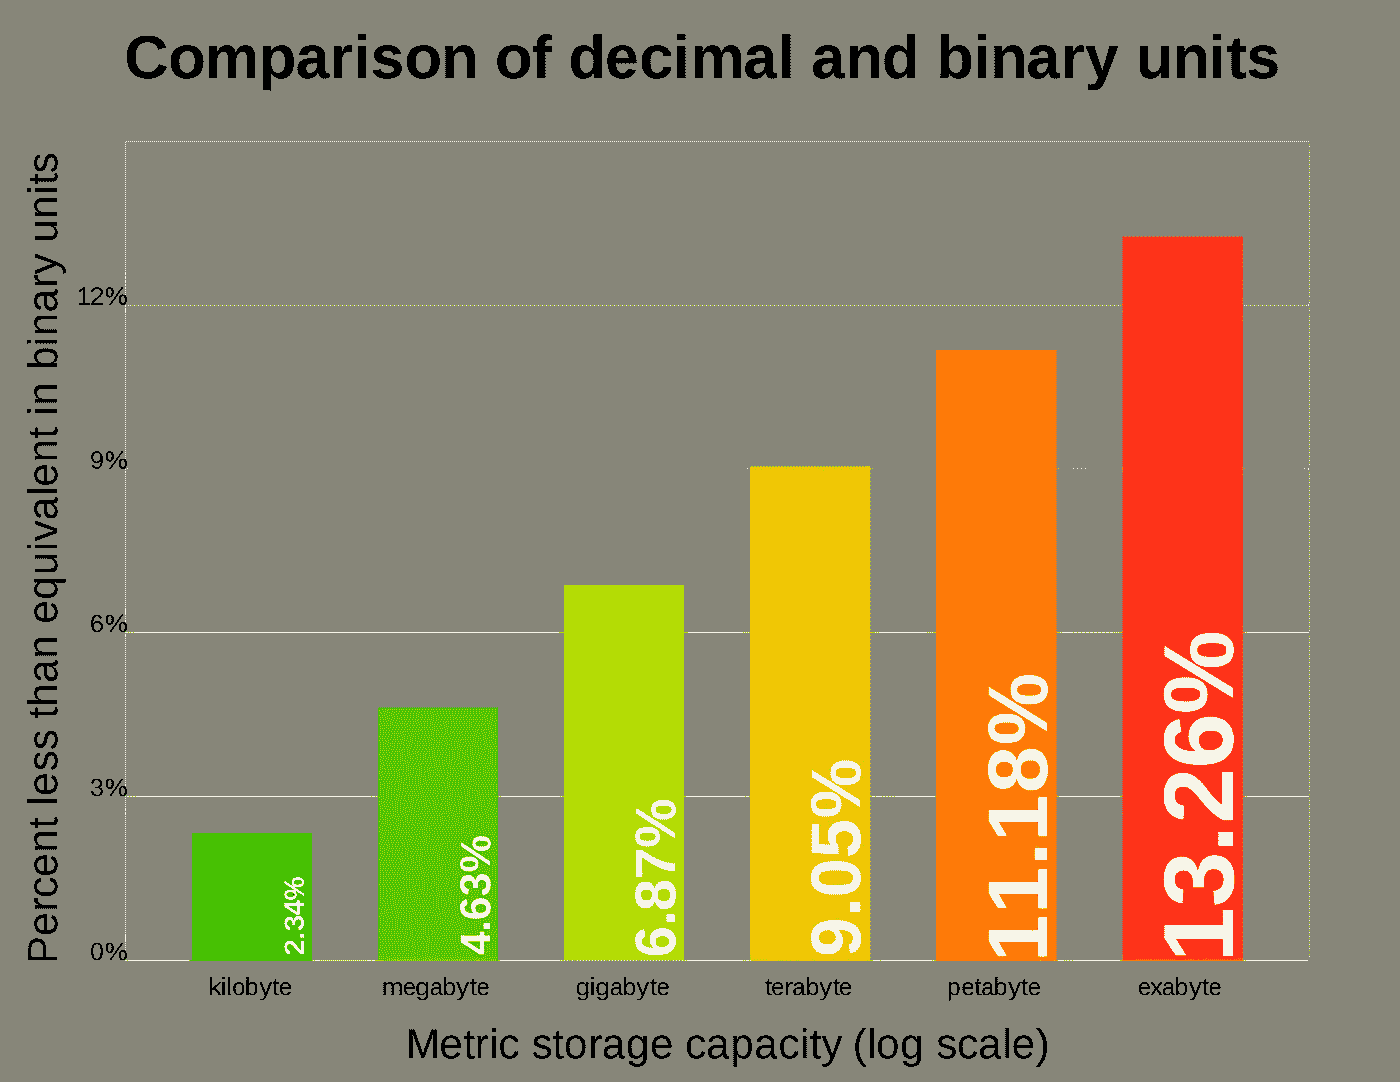 Comparison of decimal and binary units
Percent less than equivalent in binary units
12%
9%
6%
3%
0%
2.34%
4.63%
6.87%
9.05%
11.18%
13.26%
kilobyte
megabyte
gigabyte
terabyte
petabyte
exabyte
Metric storage capacity (log scale)